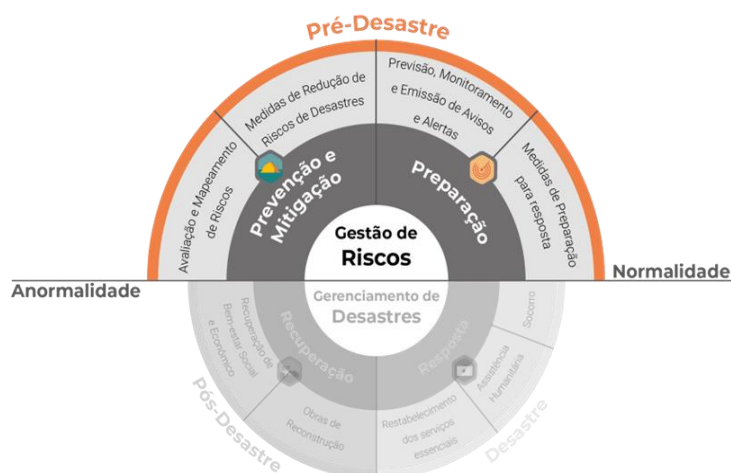 Pré-Desastre
Avaliação e Mapeamento
de Riscos
Medidas de Redução de
Riscos de Desastres
Previsão, Monitoramento
e Emissão de Avisos
e Alertas
Medidas de Preparação
para resposta
Prevenção e
Mitigação
Preparação
Gestão de
Riscos
Normalidade
Anormalidade
Gerenciamento de
Desastres
Recuperação
Resposta
Recuperação de
Bem-estar Social
e Econômico
Obras de
Reconstrução
Restabelecimento
dos serviços
essenciais
Assistência
Humanitária
Socorro
Pós-Desastre
Desastre